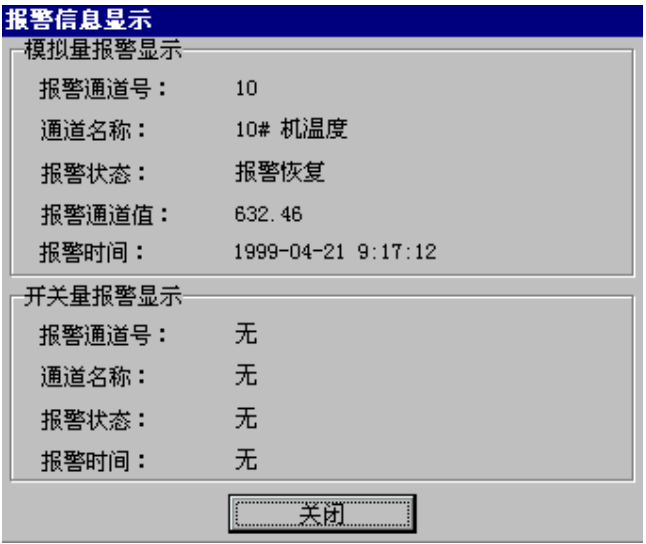 报警信息显示
模拟量报警显示
报警通道号： 10
通道名称： 10# 机温度
报警状态： 报警恢复
报警通道值： 632.46
报警时间： 1999-04-21 9:17:12
开关量报警显示
报警通道号： 无
通道名称： 无
报警状态： 无
报警时间： 无
关闭